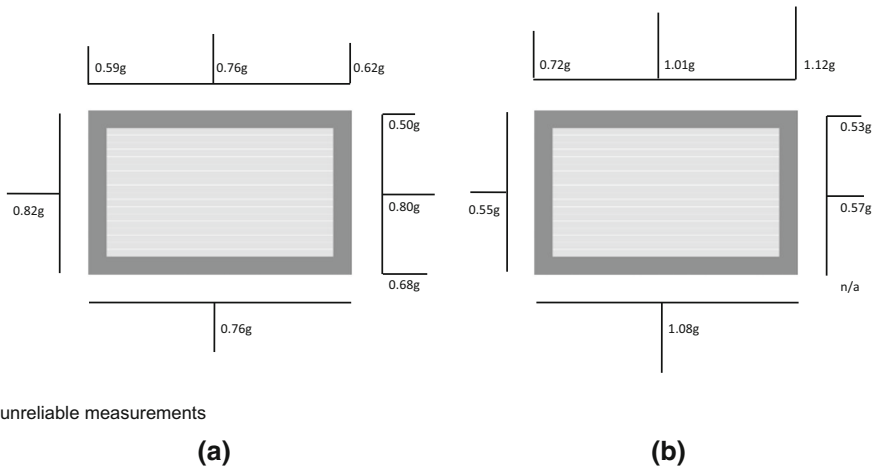 0.59g 0.76g 0.62g 0.72g 1.01g 1.12g
0.50g 0.53g
0.82g 0.80g 0.55g 0.57g
0.68g n/a
0.76g 1.08g
unreliable measurements
(a) (b)